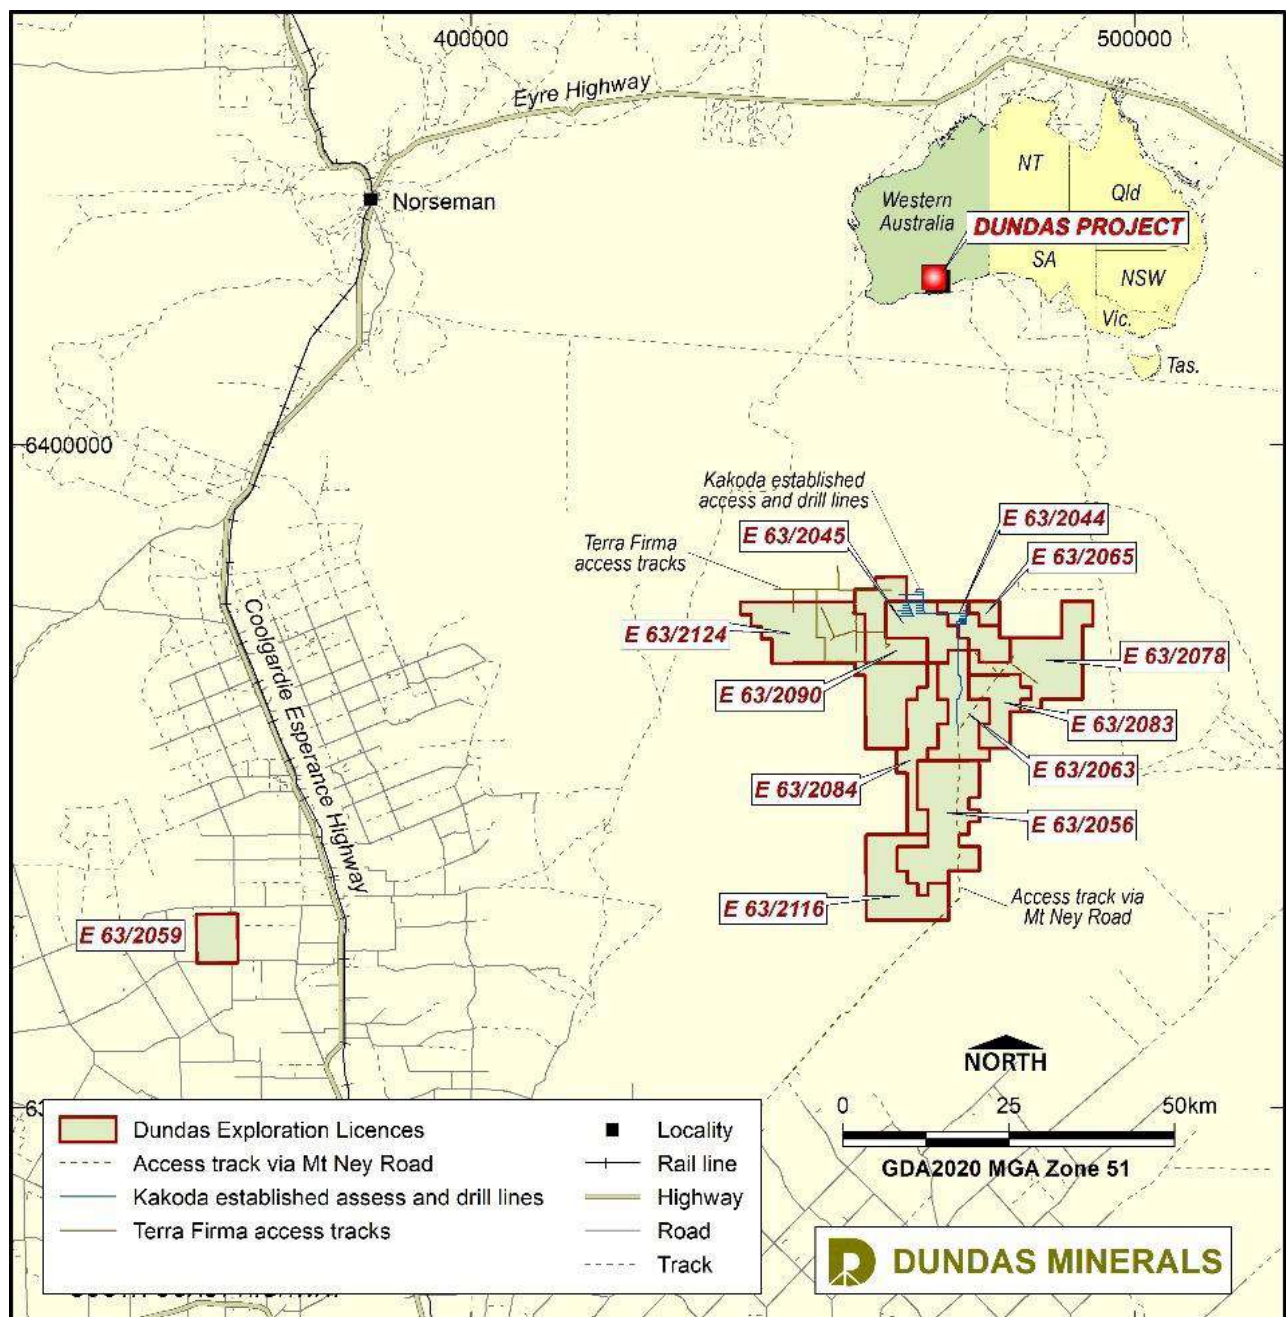 400000
500000
Eyre Highway
Norseman
NT
Qld
Western
Australia
DUNDAS PROJECT
SA
NSW
Vic.
Tas.
6400000
Kakoda established
access and drill lines
E 63/2044
E 63/2045
E 63/2065
Terra Firma
access tracks
E 63/2124
E 63/2078
E 63/2090
E 63/2083
E 63/2063
E 63/2084
E 63/2056
Coolgardie Esperance Highway
E 63/2116
Access track via
Mt Ney Road
E 63/2059
NORTH
0 25 50km
GDA2020 MGA Zone 51
Dundas Exploration Licences
Access track via Mt Ney Road
Kakoda established assess and drill lines
Terra Firma access tracks
Locality
Rail line
Highway
Road
Track
DUNDAS MINERALS